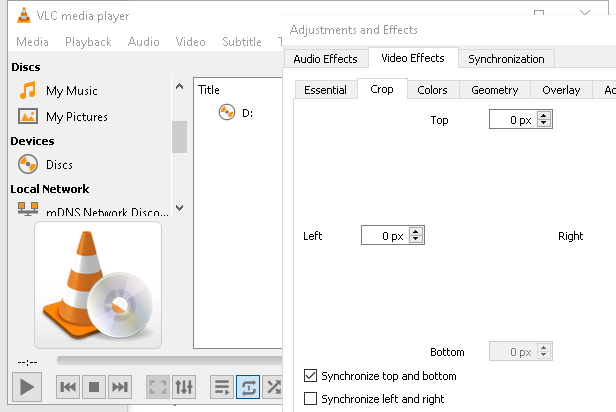 VLC media player
Media Playback Audio Video Subtitle
Discs
My Music
My Pictures
Devices
Discs
Local Network
mDNS Network Disco...
Title
D:
--:--
Adjustments and Effects
Audio Effects Video Effects Synchronization
Essential Crop Colors Geometry Overlay
Top 0 px
Left 0 px Right
Bottom 0 px
Synchronize top and bottom
Synchronize left and right